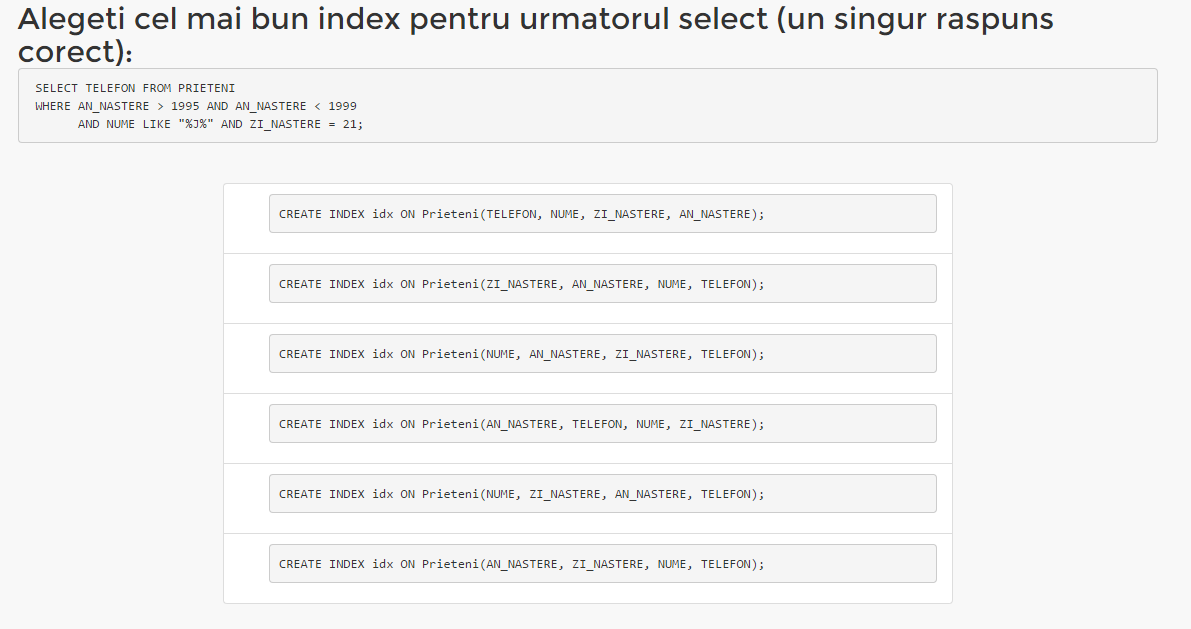 Alegeti cel mai bun index pentru urmatorul select (un singur raspuns
corect):
SELECT TELEFON FROM PRIETENI
WHERE AN_NASTERE > 1995 AND AN_NASTERE < 1999
AND NUME LIKE "%J%" AND ZI_NASTERE = 21;
CREATE INDEX idx ON Prieteni(TELEFON, NUME, ZI_NASTERE, AN_NASTERE);
CREATE INDEX idx ON Prieteni(ZI_NASTERE, AN_NASTERE, NUME, TELEFON);
CREATE INDEX idx ON Prieteni(NUME, AN_NASTERE, ZI_NASTERE, TELEFON);
CREATE INDEX idx ON Prieteni(AN_NASTERE, TELEFON, NUME, ZI_NASTERE);
CREATE INDEX idx ON Prieteni(NUME, ZI_NASTERE, AN_NASTERE, TELEFON);
CREATE INDEX idx ON Prieteni(AN_NASTERE, ZI_NASTERE, NUME, TELEFON);